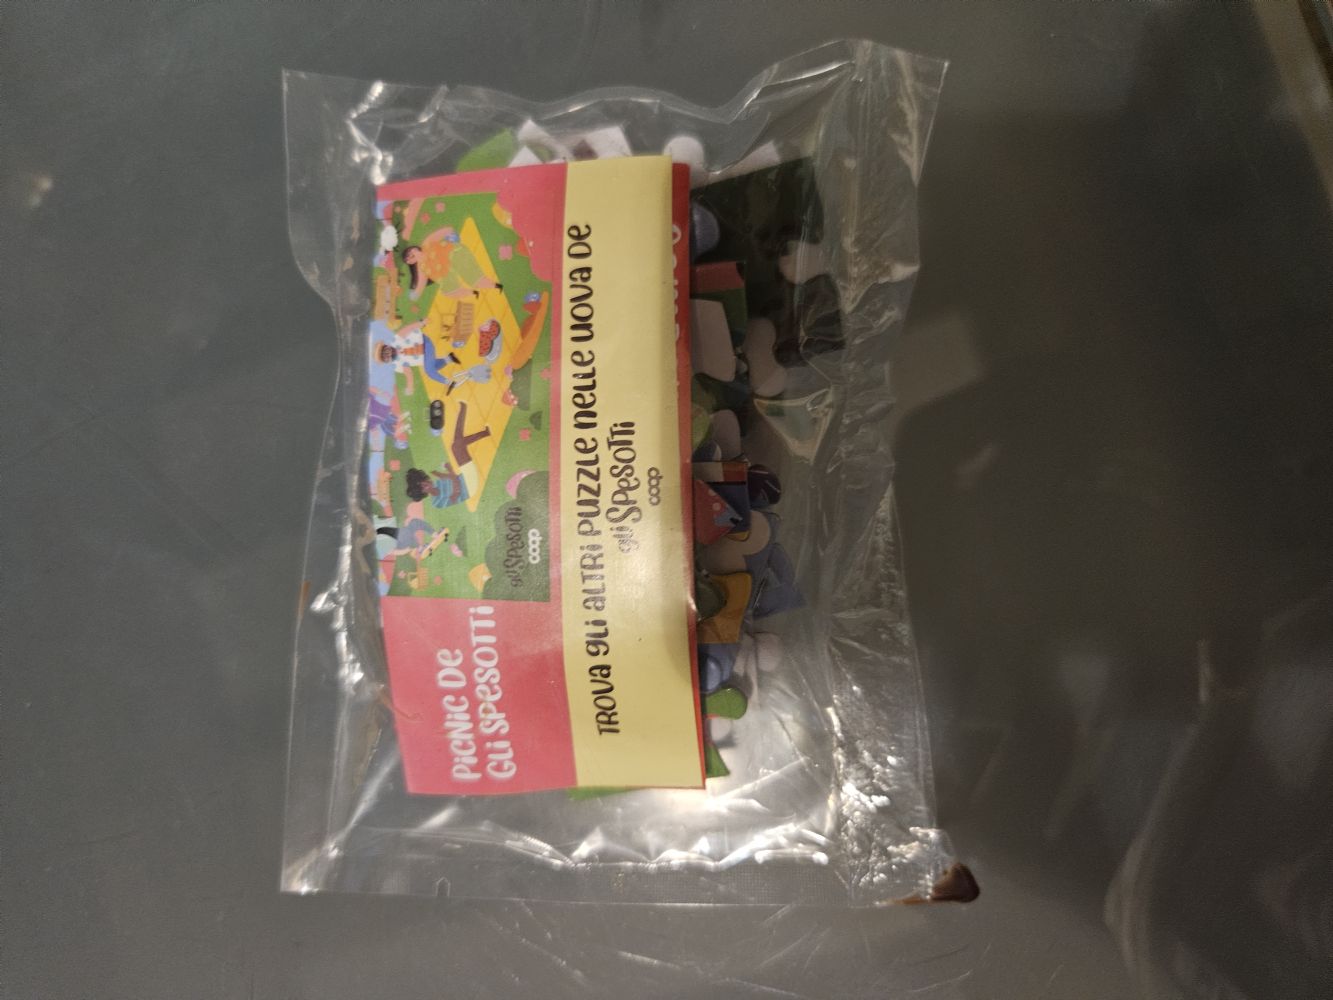 PICNIC DE
GLI SPESOTTI
gli SPESOTTI
coop
TROVA gli ALTRI PUZZLE NELLE UOVA DE
gli SPESOTTI
coop